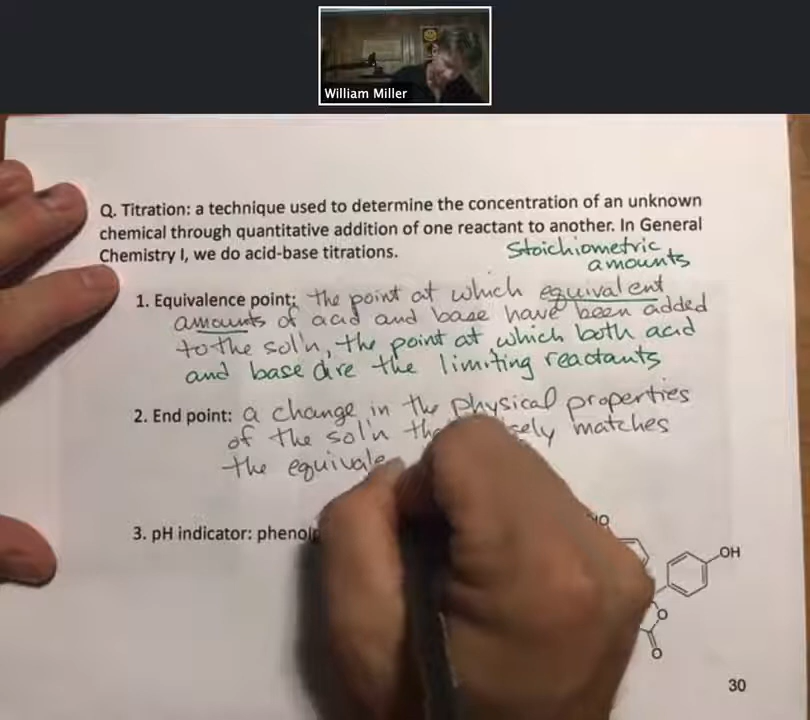 William Miller
Q. Titration: a technique used to determine the concentration of an unknown
chemical through quantitative addition of one reactant to another. In General
Chemistry I, we do acid-base titrations.
Stoichiometric
amounts
1. Equivalence point: the point at which equivalent
amounts of acid and base have been added
to the sol'n, the point at which both acid
and base are the limiting reactants
2. End point: a change in the physical properties
of the sol'n matches
the
3. pH indicator:
OH
O
O
30